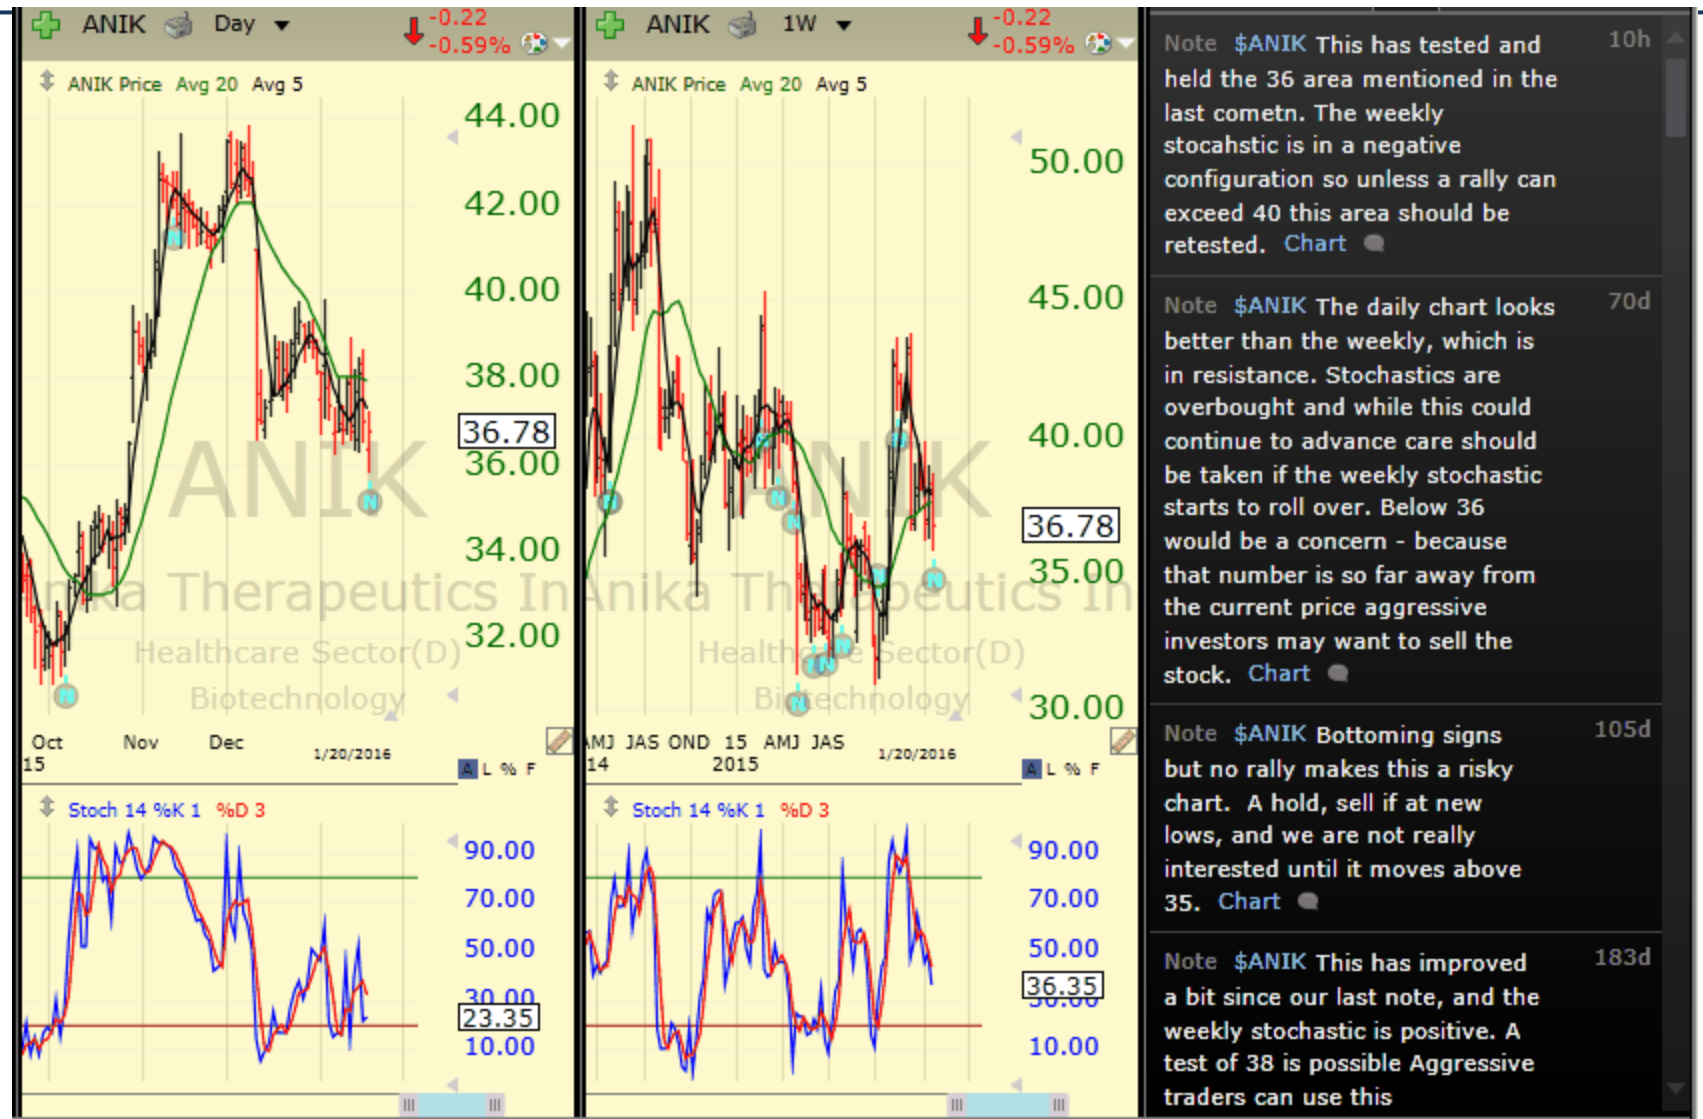 ANIK Day
-0.22
-0.59%
ANIK Price Avg 20 Avg 5
44.00
42.00
40.00
38.00
36.78
36.00
34.00
32.00
ANIK
nika Therapeutics In
Healthcare Sector(D)
Biotechnology
N
N
N
Oct Nov Dec
15
1/20/2016
A L % F
Stoch 14 %K 1 %D 3
90.00
70.00
50.00
30.00
23.35
10.00
ANIK 1W
-0.22
-0.59%
ANIK Price Avg 20 Avg 5
50.00
45.00
40.00
36.78
35.00
30.00
ANIK
Anika Therapeutics In
Healthcare Sector(D)
Biotechnology
N
N
N
N
N
N
N
N
N
N
N
AMJ JAS OND 15 AMJ JAS
14 2015
1/20/2016
A L % F
Stoch 14 %K 1 %D 3
90.00
70.00
50.00
36.35
30.00
10.00
Note $ANIK This has tested and 10h
held the 36 area mentioned in the
last cometn. The weekly
stocahstic is in a negative
configuration so unless a rally can
exceed 40 this area should be
retested. Chart
Note $ANIK The daily chart looks 70d
better than the weekly, which is
in resistance. Stochastics are
overbought and while this could
continue to advance care should
be taken if the weekly stochastic
starts to roll over. Below 36
would be a concern - because
that number is so far away from
the current price aggressive
investors may want to sell the
stock. Chart
Note $ANIK Bottoming signs 105d
but no rally makes this a risky
chart. A hold, sell if at new
lows, and we are not really
interested until it moves above
35. Chart
Note $ANIK This has improved 183d
a bit since our last note, and the
weekly stochastic is positive. A
test of 38 is possible Aggressive
traders can use this